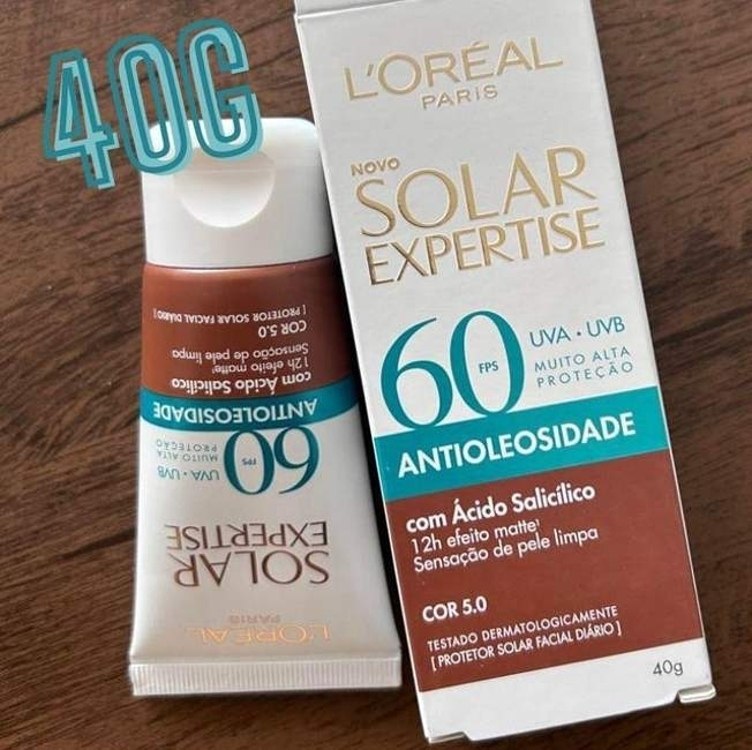 40G
L'ORÉAL
PARIS
NOVO
SOLAR
EXPERTISE
60
FPS
UVA • UVB
MUITO ALTA
PROTEÇÃO
ANTIOLEOSIDADE
com Ácido Salicílico
12h efeito matte¹
Sensação de pele limpa
COR 5.0
TESTADO DERMATOLOGICAMENTE
[ PROTETOR SOLAR FACIAL DIÁRIO ]
40g
L'ORÉAL
PARIS
SOLAR
EXPERTISE
60
FPS
UVA • UVB
MUITO ALTA
PROTEÇÃO
ANTIOLEOSIDADE
com Ácido Salicílico
12h efeito matte¹
Sensação de pele limpa
COR 5.0
[ PROTETOR SOLAR FACIAL DIÁRIO ]